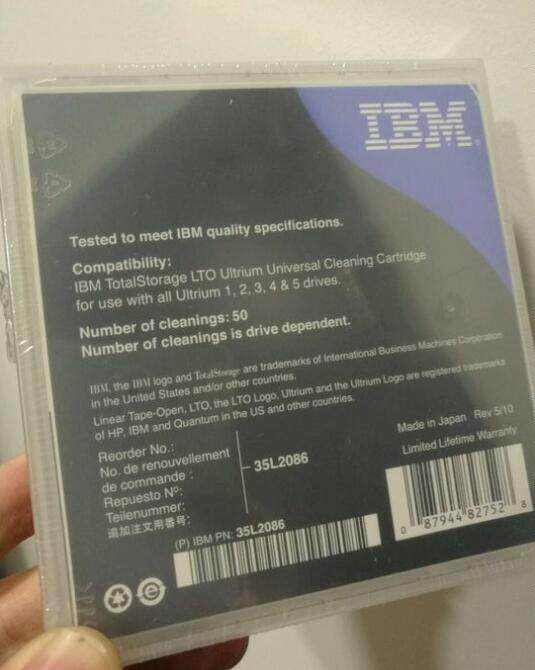 IBM
Tested to meet IBM quality specifications.
Compatibility:
IBM TotalStorage LTO Ultrium Universal Cleaning Cartridge
for use with all Ultrium 1, 2, 3, 4 & 5 drives.
Number of cleanings: 50
Number of cleanings is drive dependent.
IBM, the IBM logo and TotalStorage are trademarks of International Business Machines Corporation
in the United States and/or other countries.
Linear Tape-Open, LTO, the LTO Logo, Ultrium and the Ultrium Logo are registered trademarks
of HP, IBM and Quantum in the US and other countries.
Reorder No.:
No. de renouvellement
de commande :
Repuesto Nº:
Teilenummer:
追加注文用番号:
35L2086
Made in Japan Rev 5/10
Limited Lifetime Warranty
(P) IBM PN: 35L2086
0 87944 82752 8